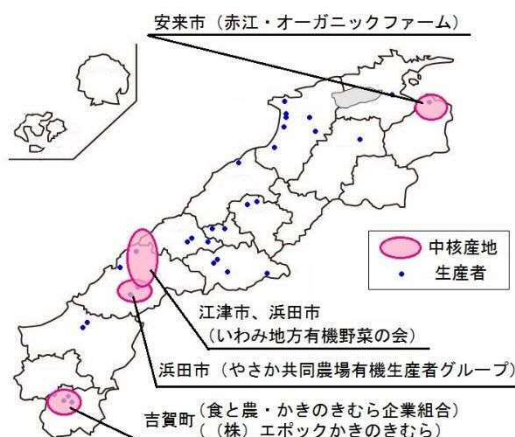 安来市（赤江・オーガニックファーム）
中核産地
生産者
江津市、浜田市
（いわみ地方有機野菜の会）
浜田市（やさか共同農場有機生産者グループ）
吉賀町（食と農・かきのきむら企業組合）
（（株）エポックかきのきむら）